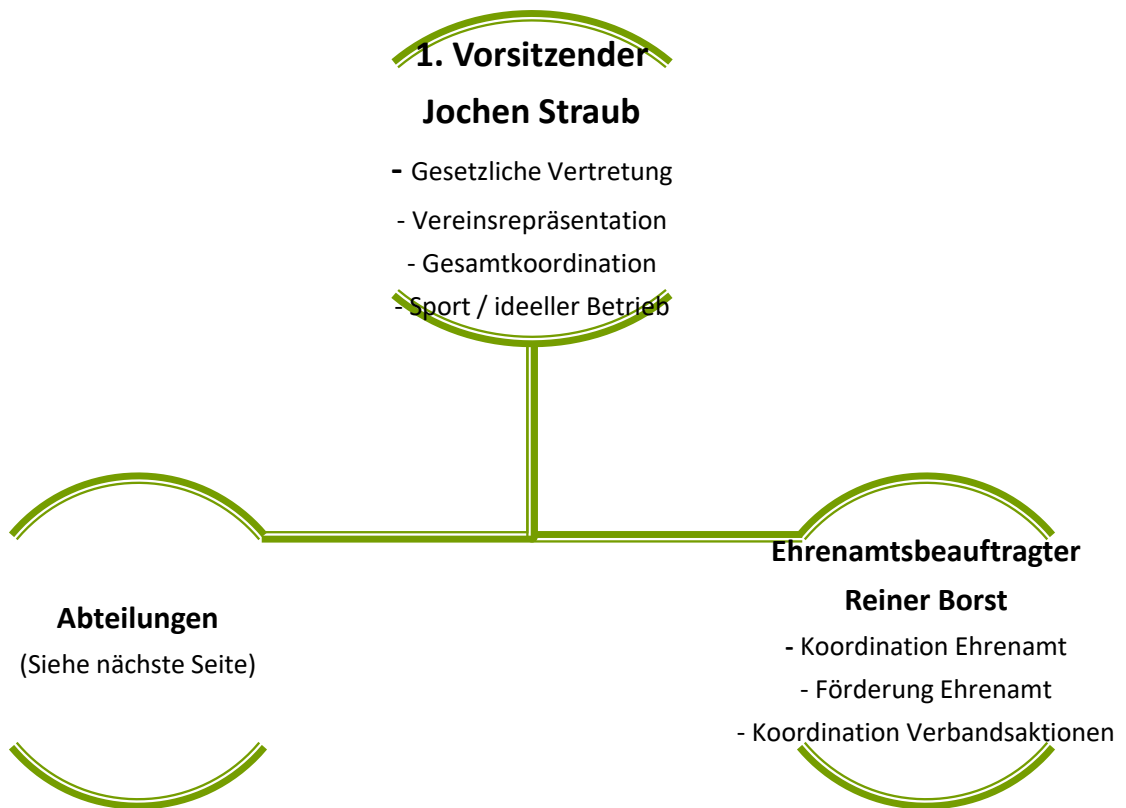 1. Vorsitzender
Jochen Straub
- Gesetzliche Vertretung
- Vereinsrepräsentation
- Gesamtkoordination
- Sport / ideeller Betrieb
Abteilungen
(Siehe nächste Seite)
Ehrenamtsbeauftragter
Reiner Borst
- Koordination Ehrenamt
- Förderung Ehrenamt
- Koordination Verbandsaktionen